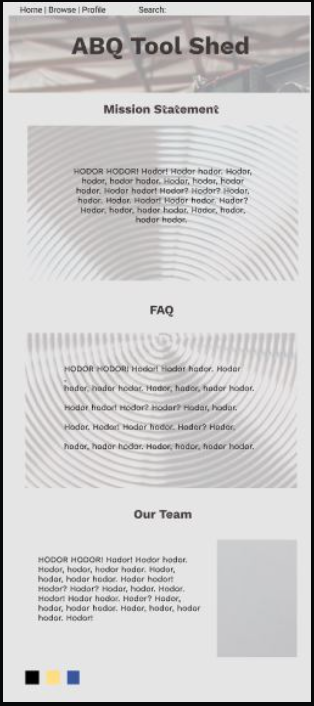 Home | Browse | Profile Search:
ABQ Tool Shed
Mission Statement
HODOR HODOR! Hodor! Hodor hodor. Hodor,
hodor, hodor hodor. Hodor, hodor, hodor
hodor. Hodor hodor! Hodor? Hodor? Hodor,
hodor. Hodor. Hodor! Hodor hodor. Hodor?
Hodor, hodor, hodor hodor. Hodor, hodor,
hodor hodor.
FAQ
HODOR HODOR! Hodor! Hodor hodor. Hodor
,
hodor, hodor hodor. Hodor, hodor, hodor hodor.
Hodor hodor! Hodor? Hodor? Hodor, hodor.
Hodor. Hodor! Hodor hodor. Hodor? Hodor,
hodor, hodor hodor. Hodor, hodor, hodor hodor.
Our Team
HODOR HODOR! Hodor! Hodor hodor.
Hodor, hodor, hodor hodor. Hodor,
hodor, hodor hodor. Hodor hodor!
Hodor? Hodor? Hodor, hodor. Hodor.
Hodor! Hodor hodor. Hodor? Hodor,
hodor, hodor hodor. Hodor, hodor, hodor
hodor. Hodor!